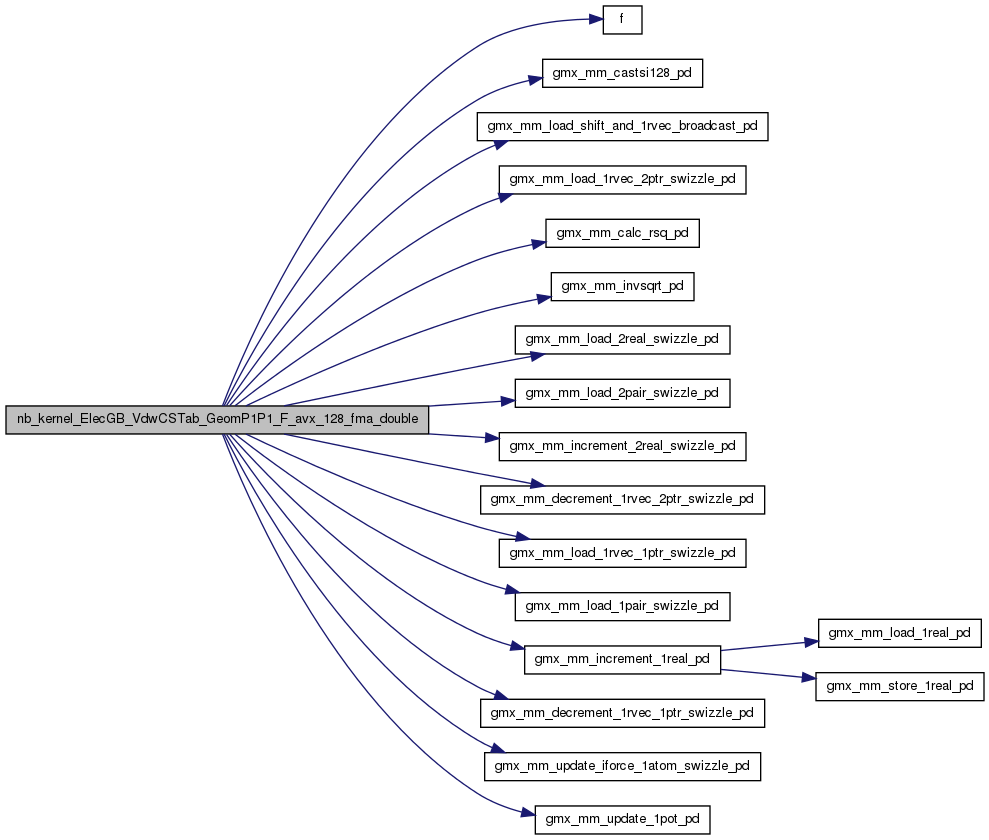 f
gmx_mm_castsi128_pd
gmx_mm_load_shift_and_1rvec_broadcast_pd
gmx_mm_load_1rvec_2ptr_swizzle_pd
gmx_mm_calc_rsq_pd
gmx_mm_invsqrt_pd
gmx_mm_load_2real_swizzle_pd
gmx_mm_load_2pair_swizzle_pd
nb_kernel_ElecGB_VdwCSTab_GeomP1P1_F_avx_128_fma_double
gmx_mm_increment_2real_swizzle_pd
gmx_mm_decrement_1rvec_2ptr_swizzle_pd
gmx_mm_load_1rvec_1ptr_swizzle_pd
gmx_mm_load_1pair_swizzle_pd
gmx_mm_increment_1real_pd
gmx_mm_load_1real_pd
gmx_mm_store_1real_pd
gmx_mm_decrement_1rvec_1ptr_swizzle_pd
gmx_mm_update_iforce_1atom_swizzle_pd
gmx_mm_update_1pot_pd